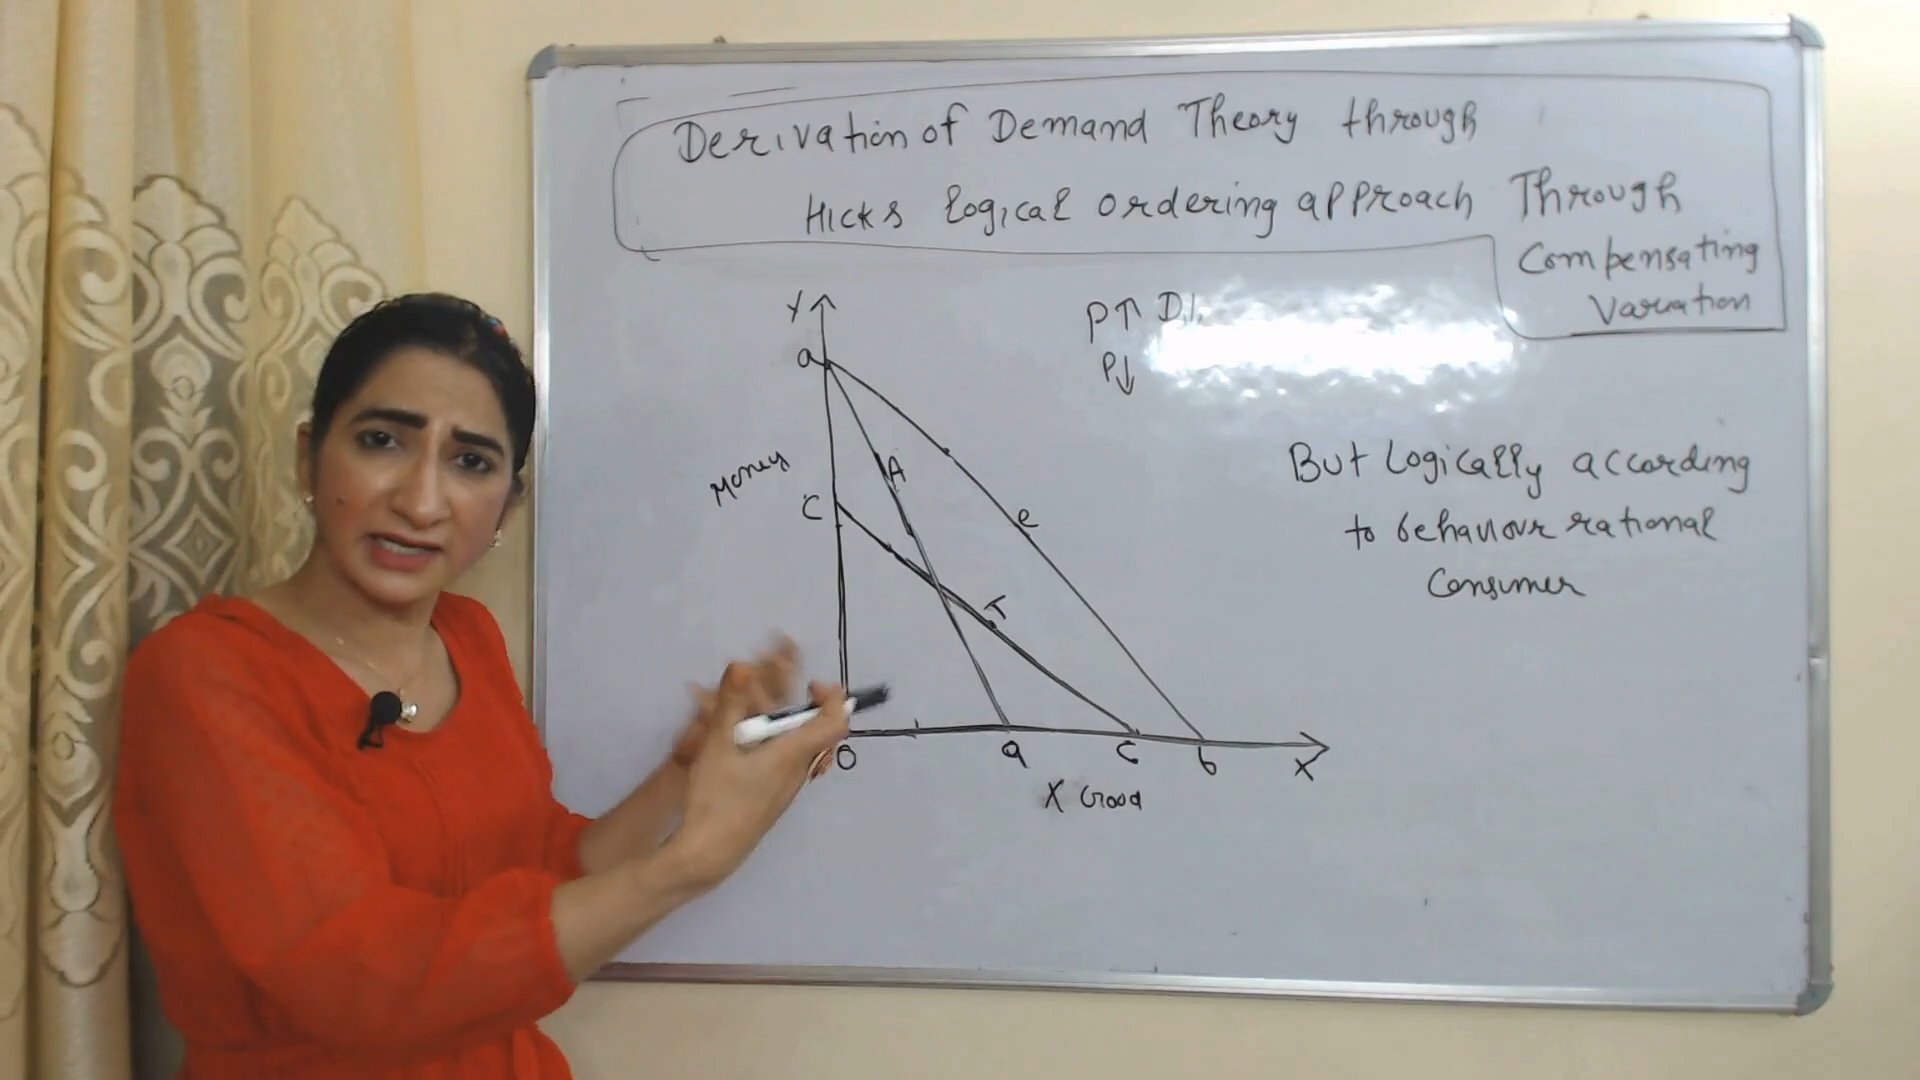 Derivation of Demand Theory through
Hicks logical ordering approach Through
Compensating
Variation
Y
P↑
P↓
a
Money
A
C
e
T
But Logically according
to behaviour rational
Consumer
O
a
c
b
X
X Good